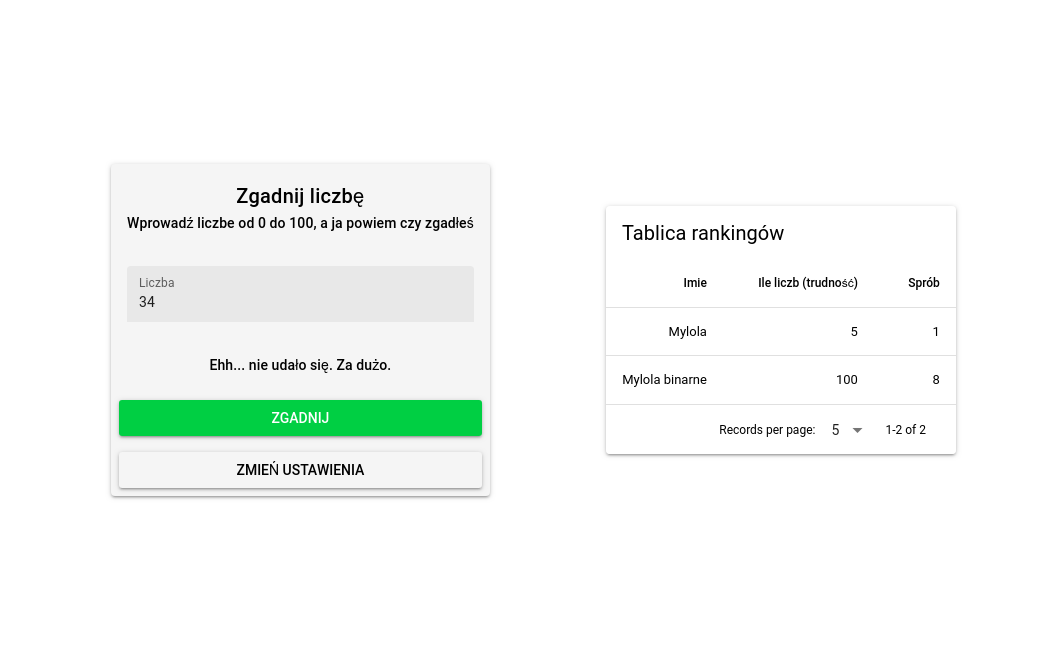 Zgadnij liczbę
Wprowadź liczbe od 0 do 100, a ja powiem czy zgadłeś
Liczba
34
Ehh... nie udało się. Za dużo.
ZGADNIJ
ZMIEŃ USTAWIENIA
Tablica rankingów
Imie Ile liczb (trudność) Sprób
Mylola 5 1
Mylola binarne 100 8
Records per page: 5 1-2 of 2